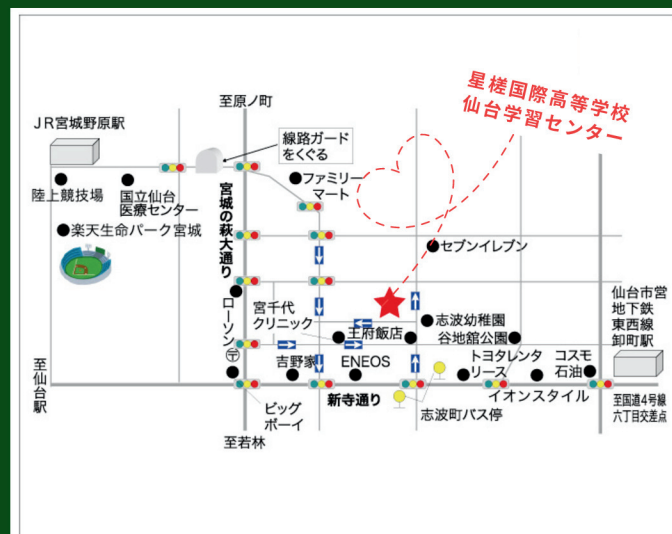 星槎国際高等学校
仙台学習センター
至原ノ町
JR宮城野原駅
線路ガード
をくぐる
ファミリー
マート
陸上競技場
国立仙台
医療センター
宮城の萩大通り
楽天生命パーク宮城
セブンイレブン
ローソン
〒
宮千代
クリニック
志波幼稚園
王府飯店
谷地舘公園
仙台市営
地下鉄
東西線
卸町駅
至仙台駅
吉野家
ENEOS
トヨタレンタ
リース
コスモ
石油
新寺通り
イオンスタイル
ビッグ
ボーイ
志波町バス停
至国道4号線
六丁目交差点
至若林